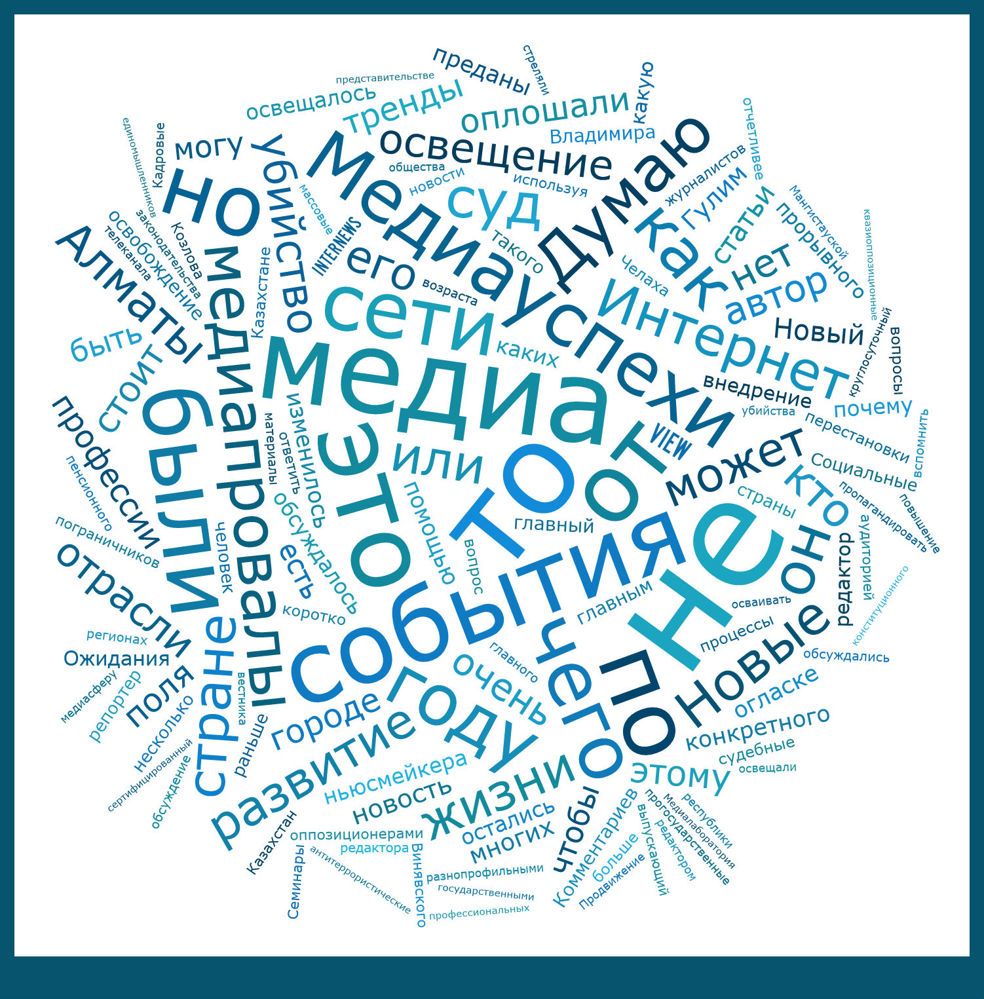 стреляли
преданы
представительстве
тренды
освещалось
оплошали
какую
Владимира
отчетливее
единомышленников
Кадровые
могу
убийство
Медиауспехи
освещение
думаю
общества
новости
используя
суд
журналистов
Гулим
статьи
Мангистауской
прорывного
квазиоппозиционные
но
массовые
INTERNEWS
законодательства
Козлова
освобождение
телеканала
Алматы
медиапровалы
Казахстане
его
возраста
такого
как
Челаха
нет
автор
Интернет
Новый
круглосуточный
вопросы
сети
каких
медиа
быть
стоит
внедрение
убийства
почему
перестановки
вспомнить
профессии
были
изменилось
материалы
ответить
это
или
то
от
VIEW
может
Социальные
кто
пропагандировать
повышение
пенсионного
пограничников
человек
обсуждалось
есть
помощью
вопрос
главный
страны
не
он
редактор
аудиторией
отрасли
события
коротко
главным
осваивать
процессы
конституционного
обсуждались
регионах
Ожидания
стране
медиасферу
репортер
поля
вестника
несколько
раньше
городе
году
очень
главного
чего
по
Новые
огласке
конкретного
судебные
освещали
этому
сертифицированный
обсуждение
развитие
ньюсмейкера
новость
жизни
остались
многих
чтобы
Комментариев
больше
Продвижение
выпускающий
редактором
прогосударственные
Медиалаборатория
республики
Казахстан
оппозиционерами
редактора
Семинары
антитеррористические
Винявского
разнопрофильными
государственными
профессиональных